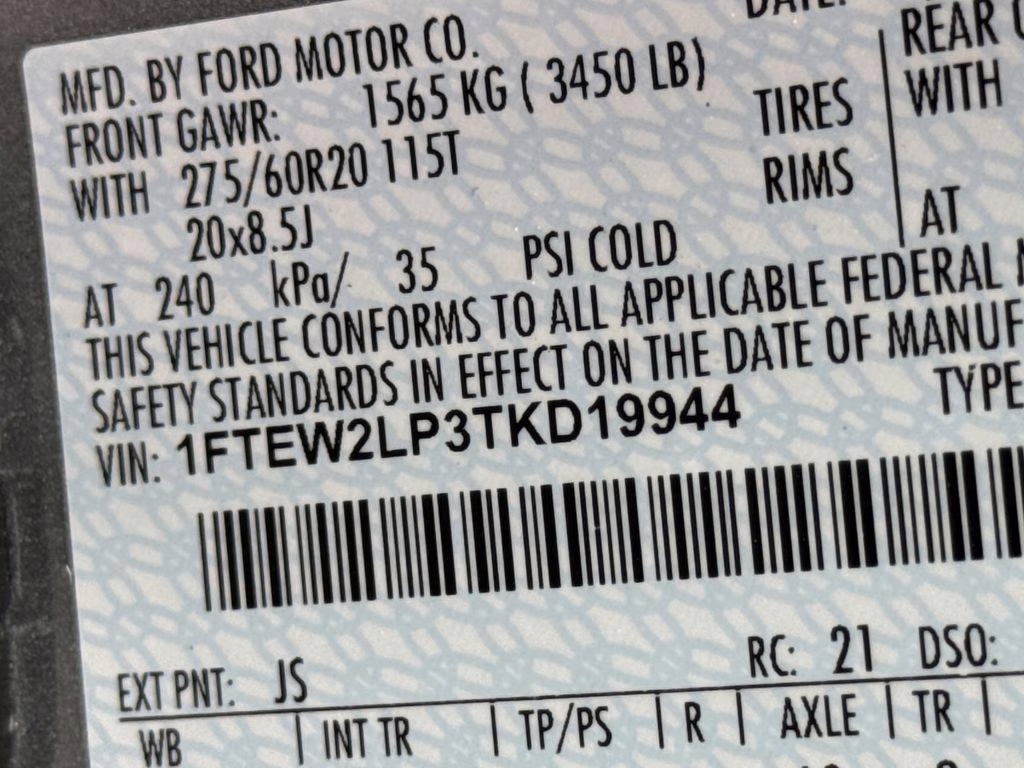 MFD. BY FORD MOTOR CO.
FRONT GAWR: 1565 KG ( 3450 LB)
WITH 275/60R20 115T TIRES
20x8.5J RIMS
AT 240 kPa/ 35 PSI COLD
REAR
WITH
AT
THIS VEHICLE CONFORMS TO ALL APPLICABLE FEDERAL
SAFETY STANDARDS IN EFFECT ON THE DATE OF MANUF
VIN: 1FTEW2LP3TKD19944 TYPE
EXT PNT: JS RC: 21 DSO:
WB | INT TR | TP/PS | R | AXLE | TR |